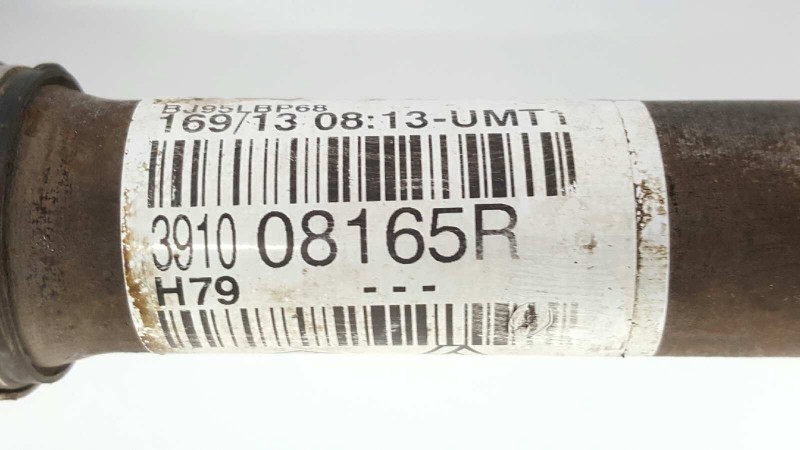 BJ95LBP68
169/13 08:13-UMT1
3910 08165R
H79 ---